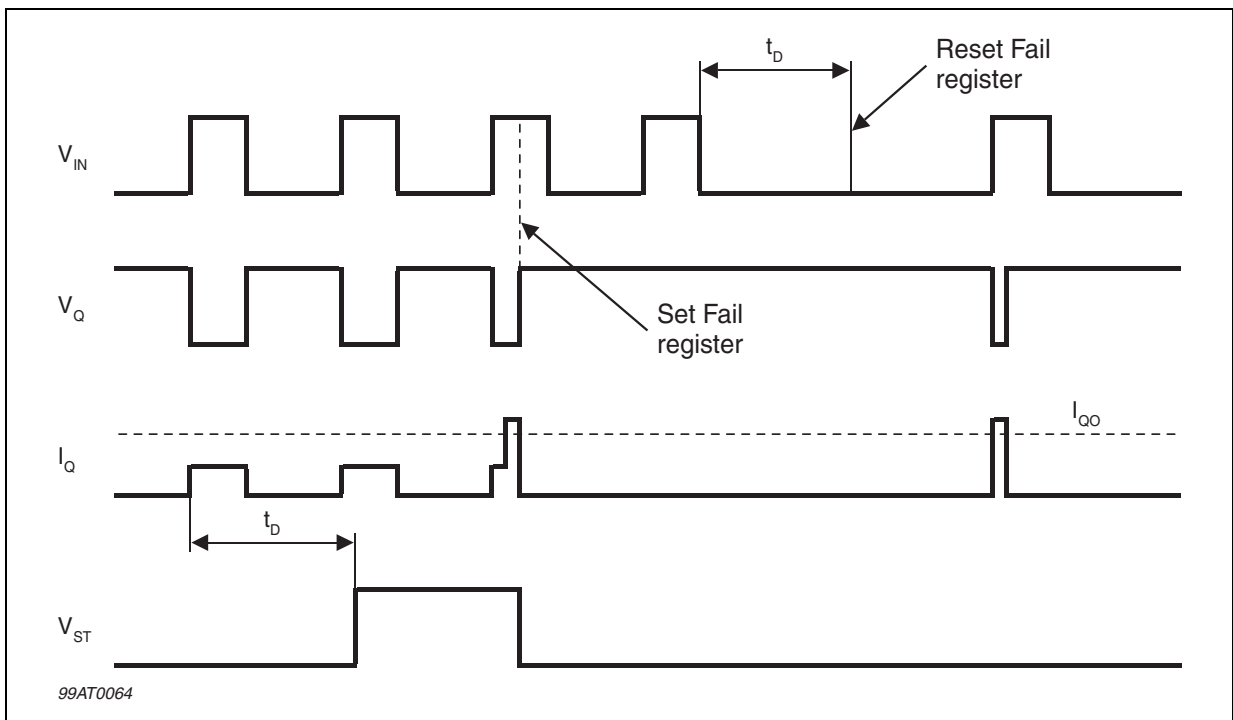 t_D
Reset Fail
register
V_IN
V_Q
Set Fail
register
I_QO
I_Q
t_D
V_ST
99AT0064